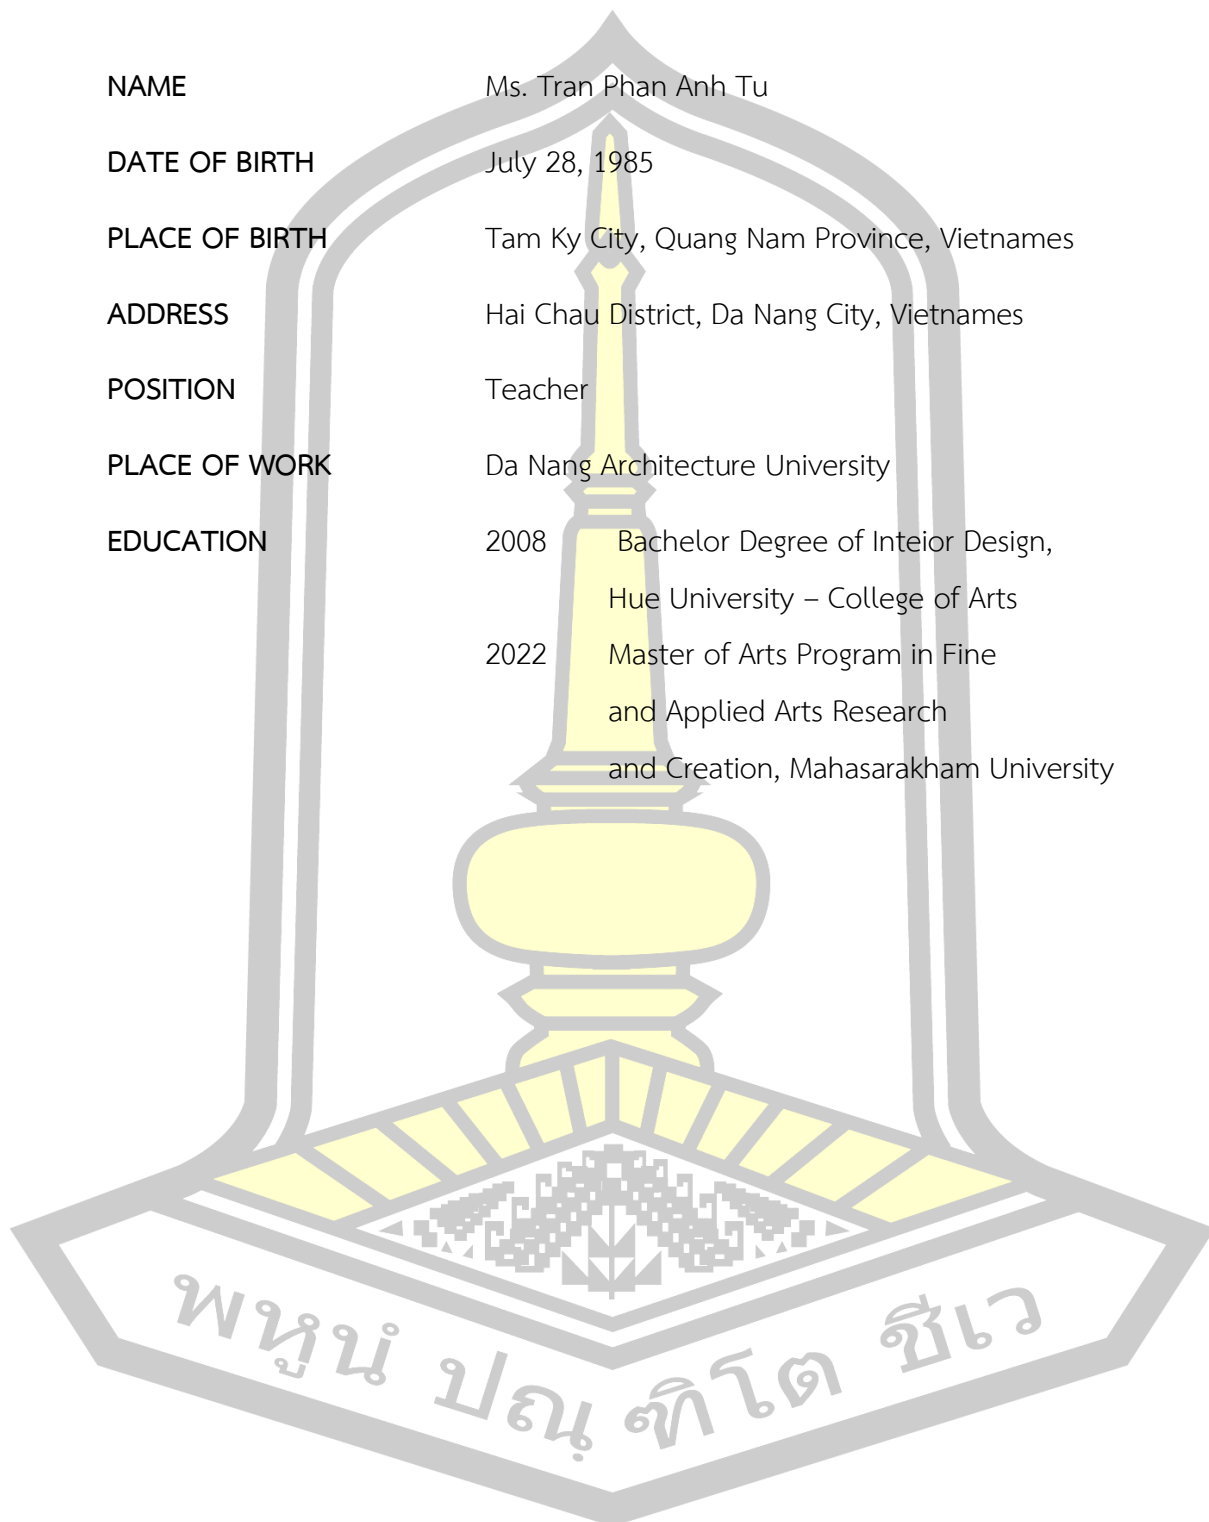 NAME Ms. Tran Phan Anh Tu
DATE OF BIRTH July 28, 1985
PLACE OF BIRTH Tam Ky City, Quang Nam Province, Vietnames
ADDRESS Hai Chau District, Da Nang City, Vietnames
POSITION Teacher
PLACE OF WORK Da Nang Architecture University
EDUCATION 2008 Bachelor Degree of Inteior Design,
Hue University – College of Arts
2022 Master of Arts Program in Fine
and Applied Arts Research
and Creation, Mahasarakham University
พหูนํ ปณฺฑิโต ชีเว